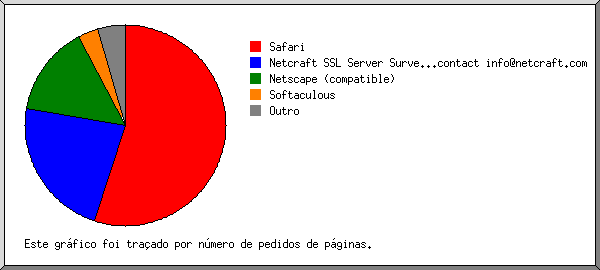 Safari
Netcraft SSL Server Surve...contact info@netcraft.com
Netscape (compatible)
Softaculous
Outro
Este gráfico foi traçado por número de pedidos de páginas.